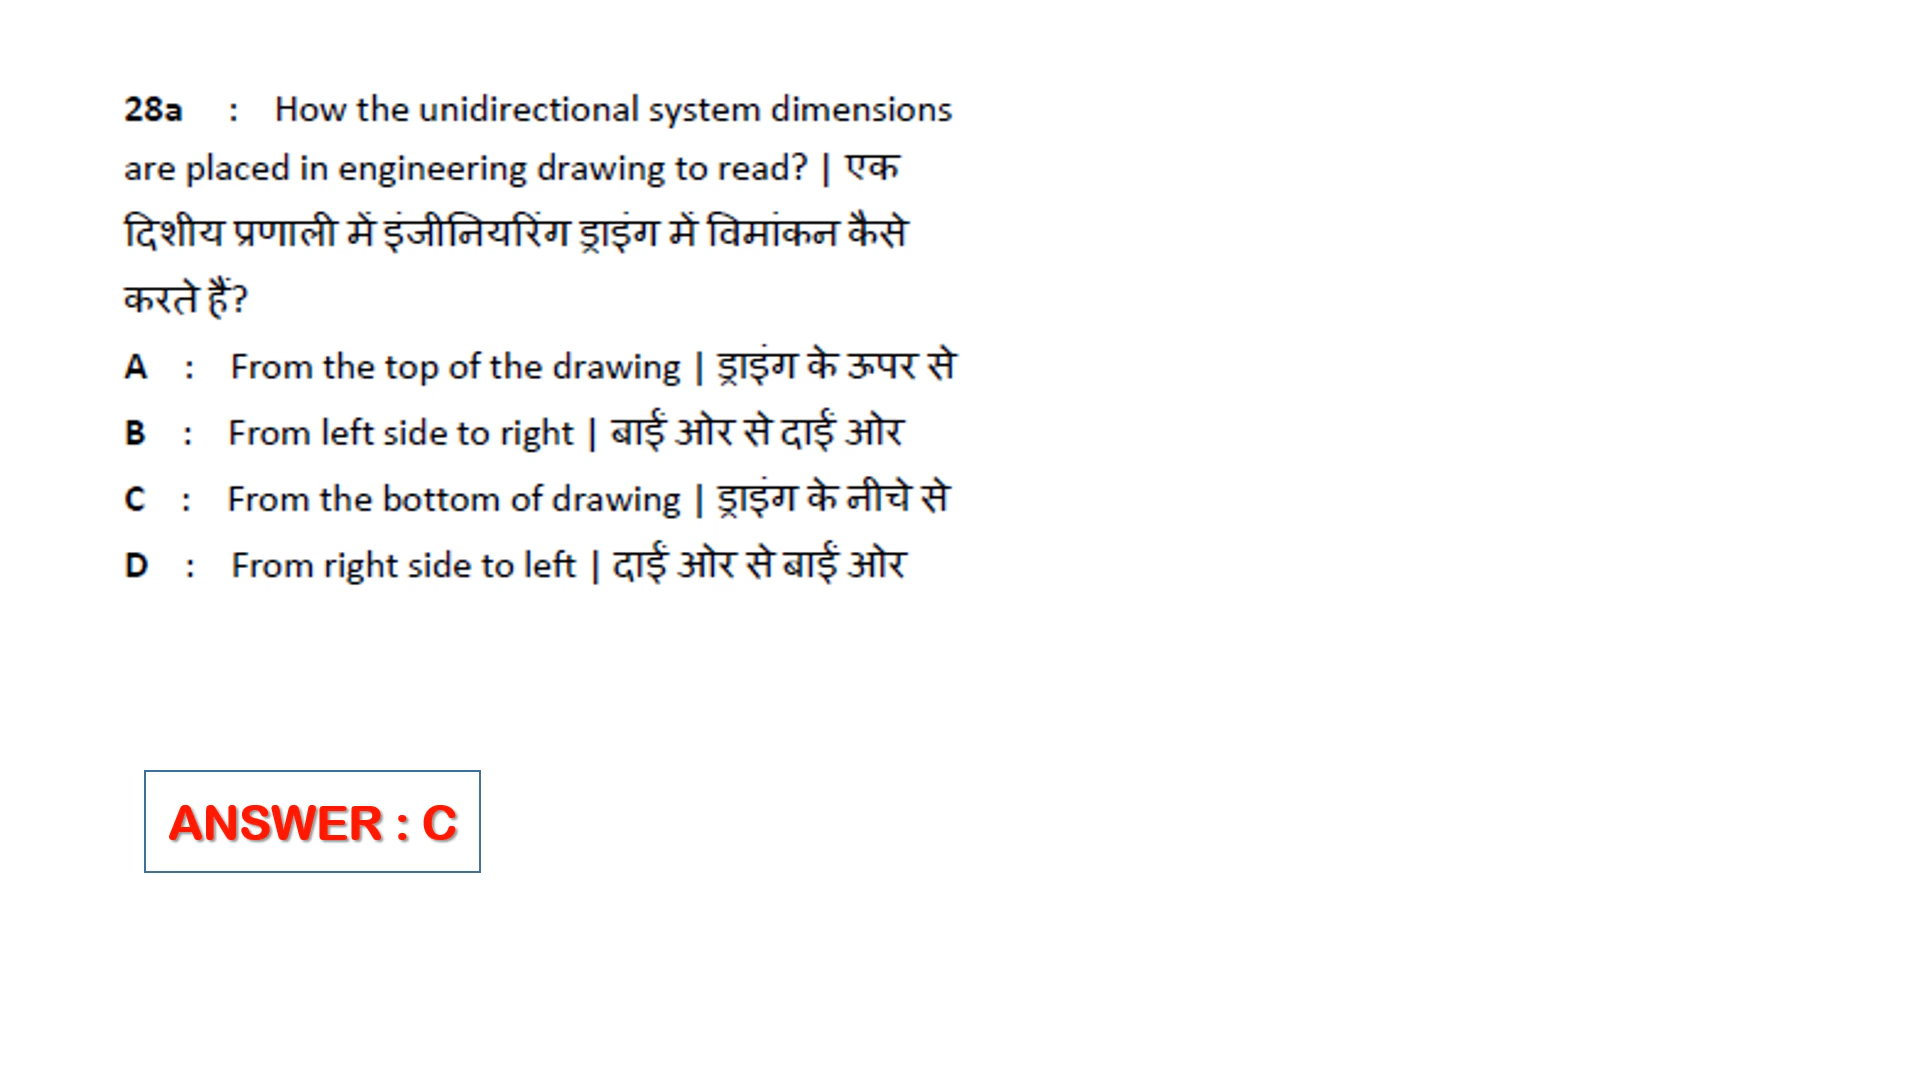 28a : How the unidirectional system dimensions
are placed in engineering drawing to read? | एक
दिशीय प्रणाली में इंजीनियरिंग ड्राइंग में विमांकन कैसे
करते हैं?
A : From the top of the drawing | ड्राइंग के ऊपर से
B : From left side to right | बाईं ओर से दाईं ओर
C : From the bottom of drawing | ड्राइंग के नीचे से
D : From right side to left | दाईं ओर से बाईं ओर
ANSWER : C